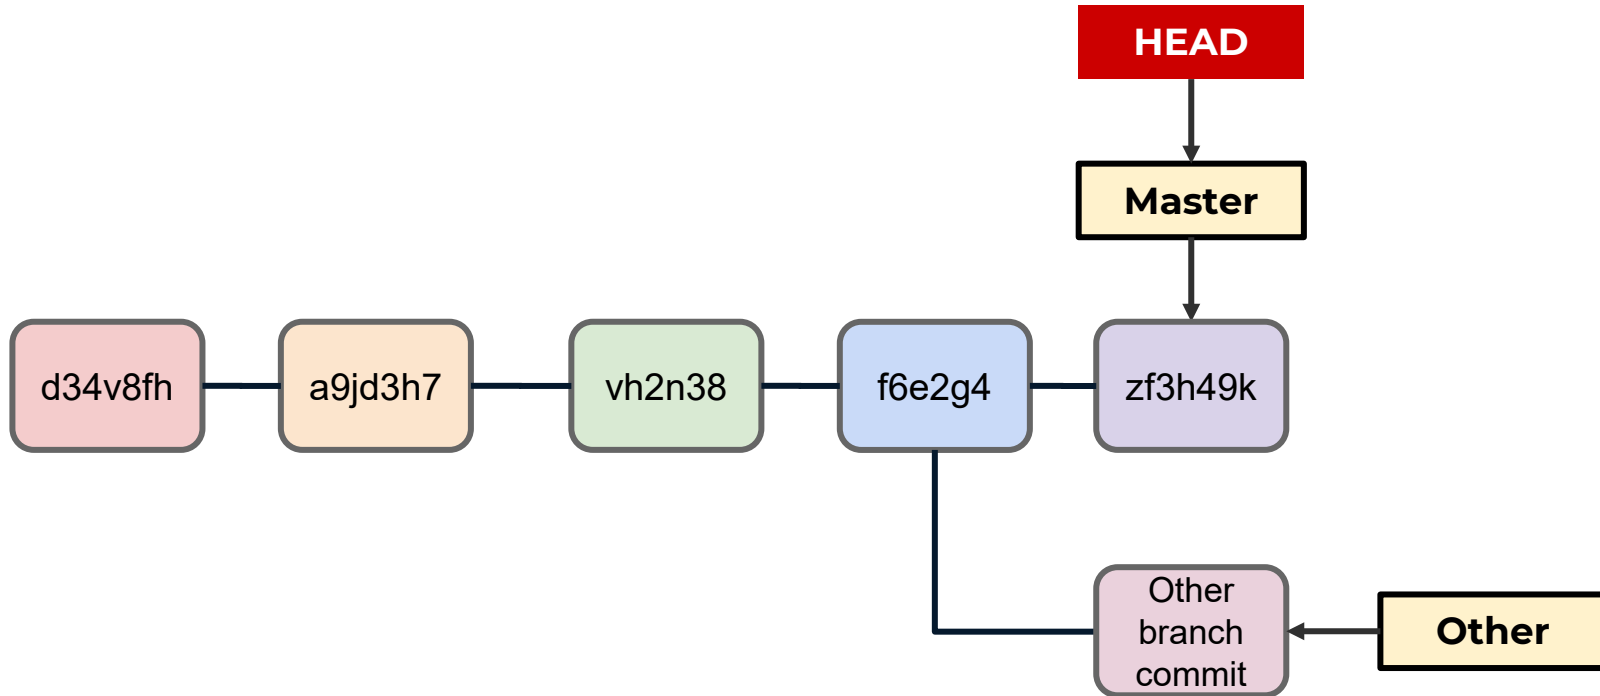 HEAD
Master
d34v8fh
a9jd3h7
vh2n38
f6e2g4
zf3h49k
Other
branch
commit
Other